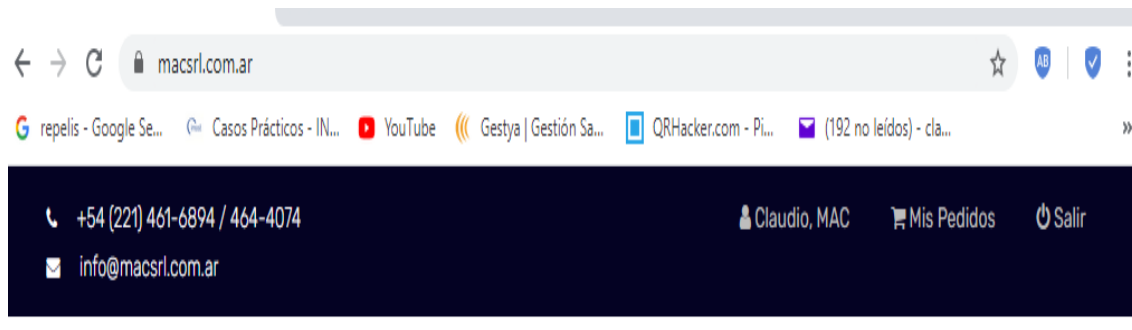 macsrl.com.ar
repelis - Google Se... Casos Prácticos - IN... YouTube Gestya | Gestión Sa... QRHacker.com - Pi... (192 no leídos) - cla... »
+54 (221) 461-6894 / 464-4074 Claudio, MAC Mis Pedidos Salir
info@macsrl.com.ar